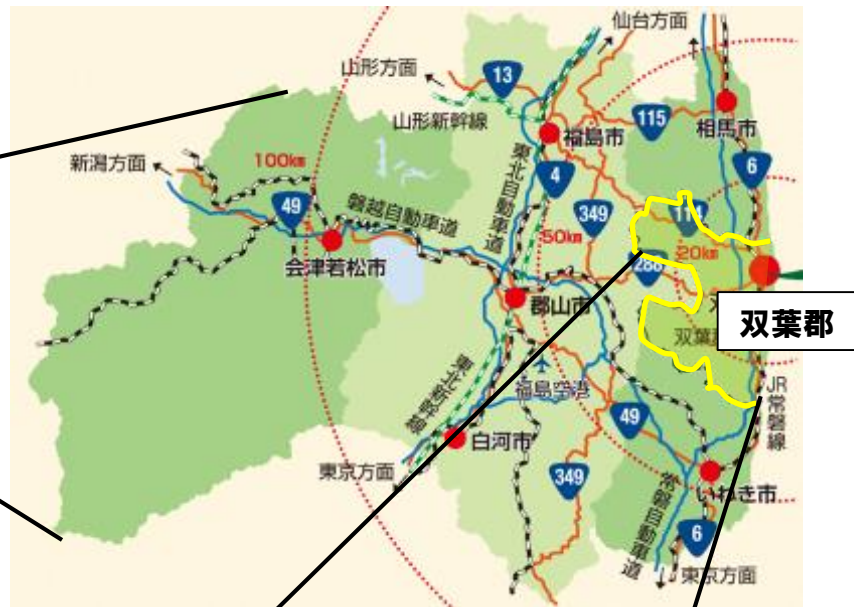 仙台方面
山形方面
13
115
山形新幹線
福島市
相馬市
新潟方面
100km
東北自動車道
4
6
49
磐越自動車道
349
114
50km
20km
会津若松市
288
郡山市
双葉郡
双葉
福島空港
東北新幹線
JR常磐線
49
白河市
東京方面
349
いわき市
常磐自動車道
6
東京方面